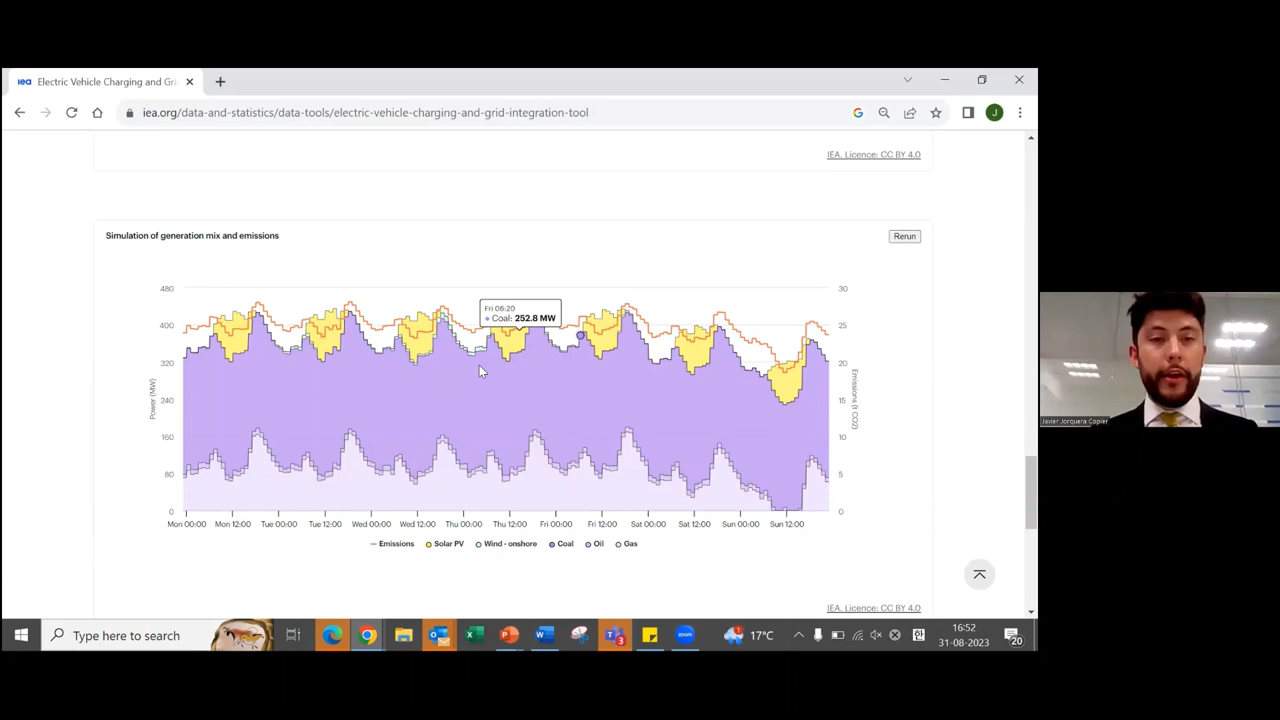 iea Electric Vehicle Charging and Gri
iea.org/data-and-statistics/data-tools/electric-vehicle-charging-and-grid-integration-tool
G
J
IEA. Licence: CC BY 4.0
Simulation of generation mix and emissions
Rerun
480
400
320
240
160
80
0
Power (MW)
30
25
20
15
10
5
0
Emissions (t CO2)
Fri 06:20
Coal: 252.8 MW
Mon 00:00 Mon 12:00 Tue 00:00 Tue 12:00 Wed 00:00 Wed 12:00 Thu 00:00 Thu 12:00 Fri 00:00 Fri 12:00 Sat 00:00 Sat 12:00 Sun 00:00 Sun 12:00
Emissions Solar PV Wind - onshore Coal Oil Gas
IEA. Licence: CC BY 4.0
Javier Jorquera Copier
Type here to search
3
zoom
17°C
한
16:52
31-08-2023
20